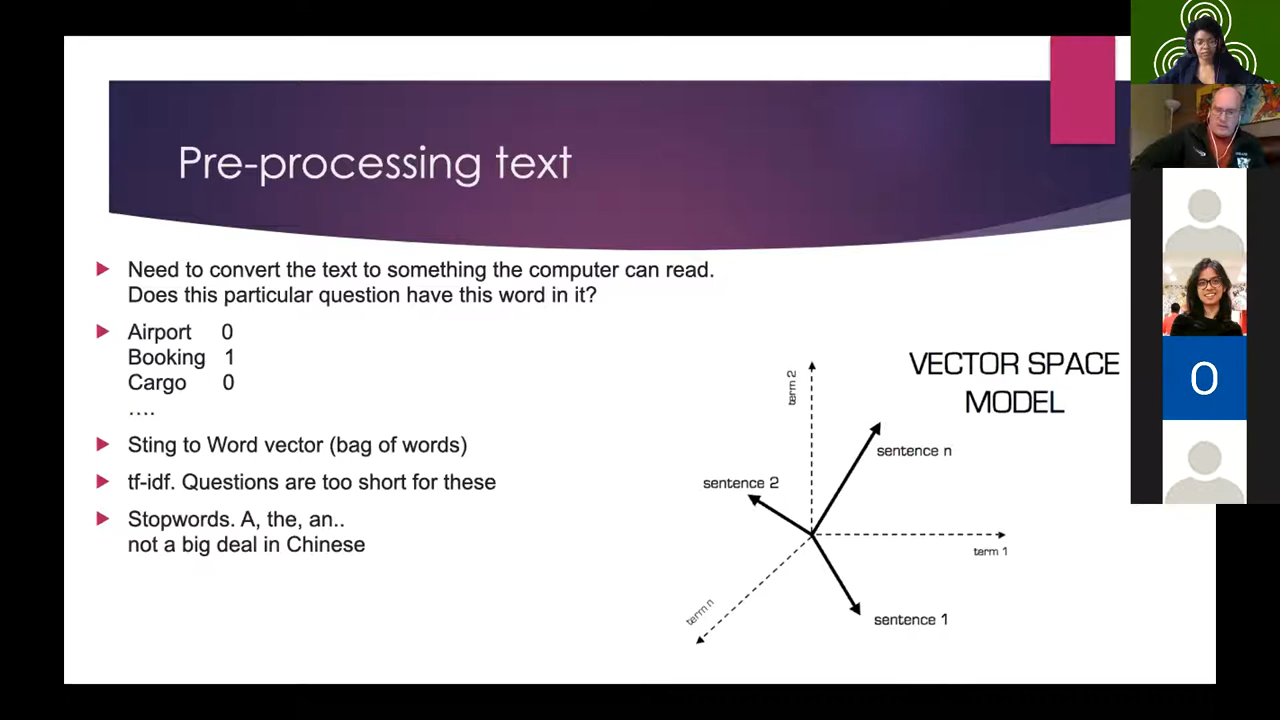 Pre-processing text
Need to convert the text to something the computer can read.
Does this particular question have this word in it?
Airport 0
Booking 1
Cargo 0
....
Sting to Word vector (bag of words)
tf-idf. Questions are too short for these
Stopwords. A, the, an..
not a big deal in Chinese
VECTOR SPACE
MODEL
term 2
sentence n
sentence 2
term 1
term n
sentence 1
O